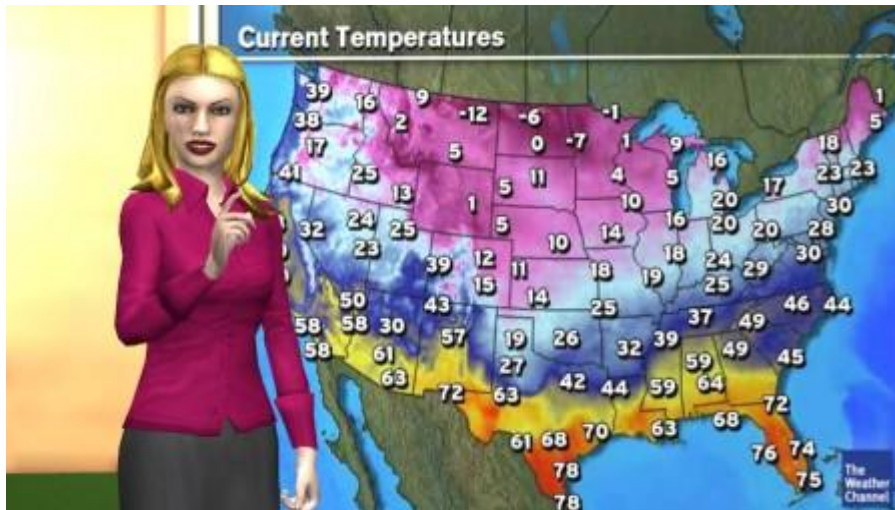 Current Temperatures
39 16 9 -12 -6 -1 1
38 2 0 -7 1 9 5
17 5 18
41 25 13 5 11 4 5 16 17 23 23
1 10 20 30
32 24 25 5 14 16 20 20 28
23 39 12 10 18 24 29 30
15 11 18 19 25
50 43 14 25 37 46 44
58 58 30 57 19 26 32 39 49
58 61 27 59 49 45
63 72 63 42 44 59 64 72
61 68 70 63 68 74
78 76 75
78
The
Weather
Channel